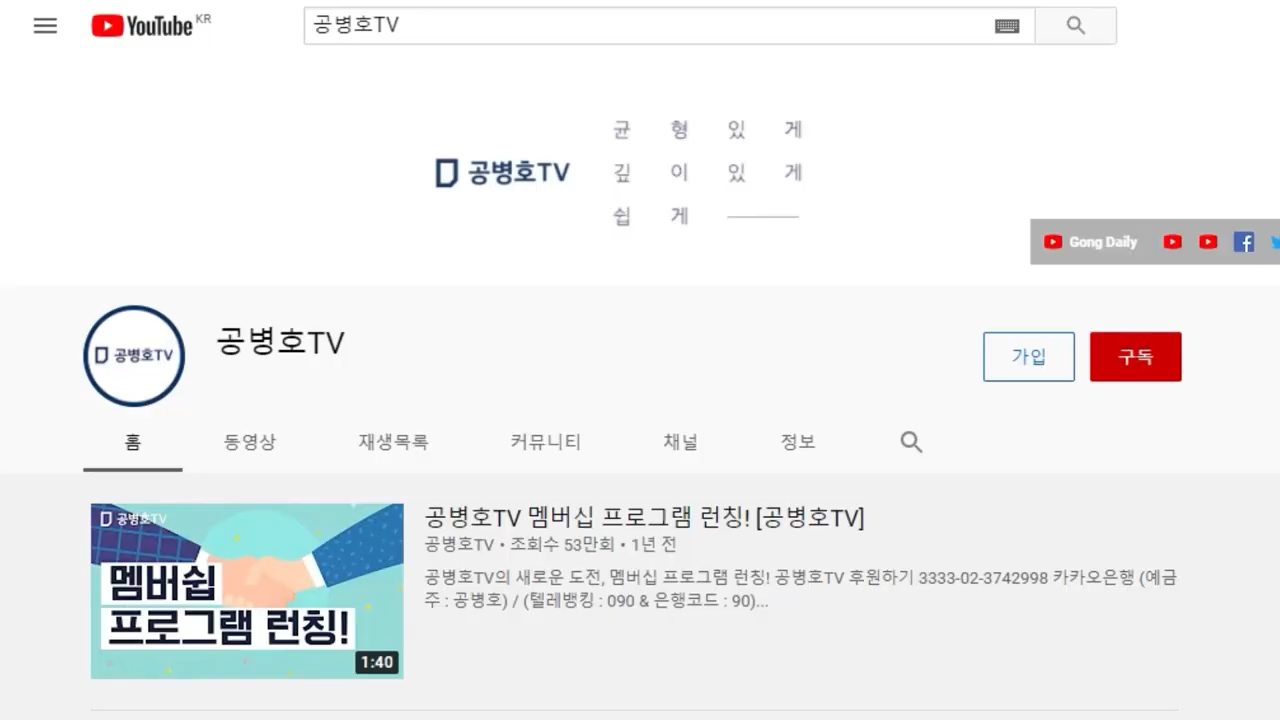 YouTube KR
공병호TV
균 형 있 게
공병호TV
깊 이 있 게
쉽 게
Gong Daily
공병호TV
공병호TV
가입
구독
홈
동영상
재생목록
커뮤니티
채널
정보
공병호TV
멤버쉽
프로그램 런칭!
1:40
공병호TV 멤버십 프로그램 런칭! [공병호TV]
공병호TV • 조회수 53만회 • 1년 전
공병호TV의 새로운 도전, 멤버십 프로그램 런칭! 공병호TV 후원하기 3333-02-3742998 카카오은행 (예금
주 : 공병호) / (텔레뱅킹 : 090 & 은행코드 : 90)...